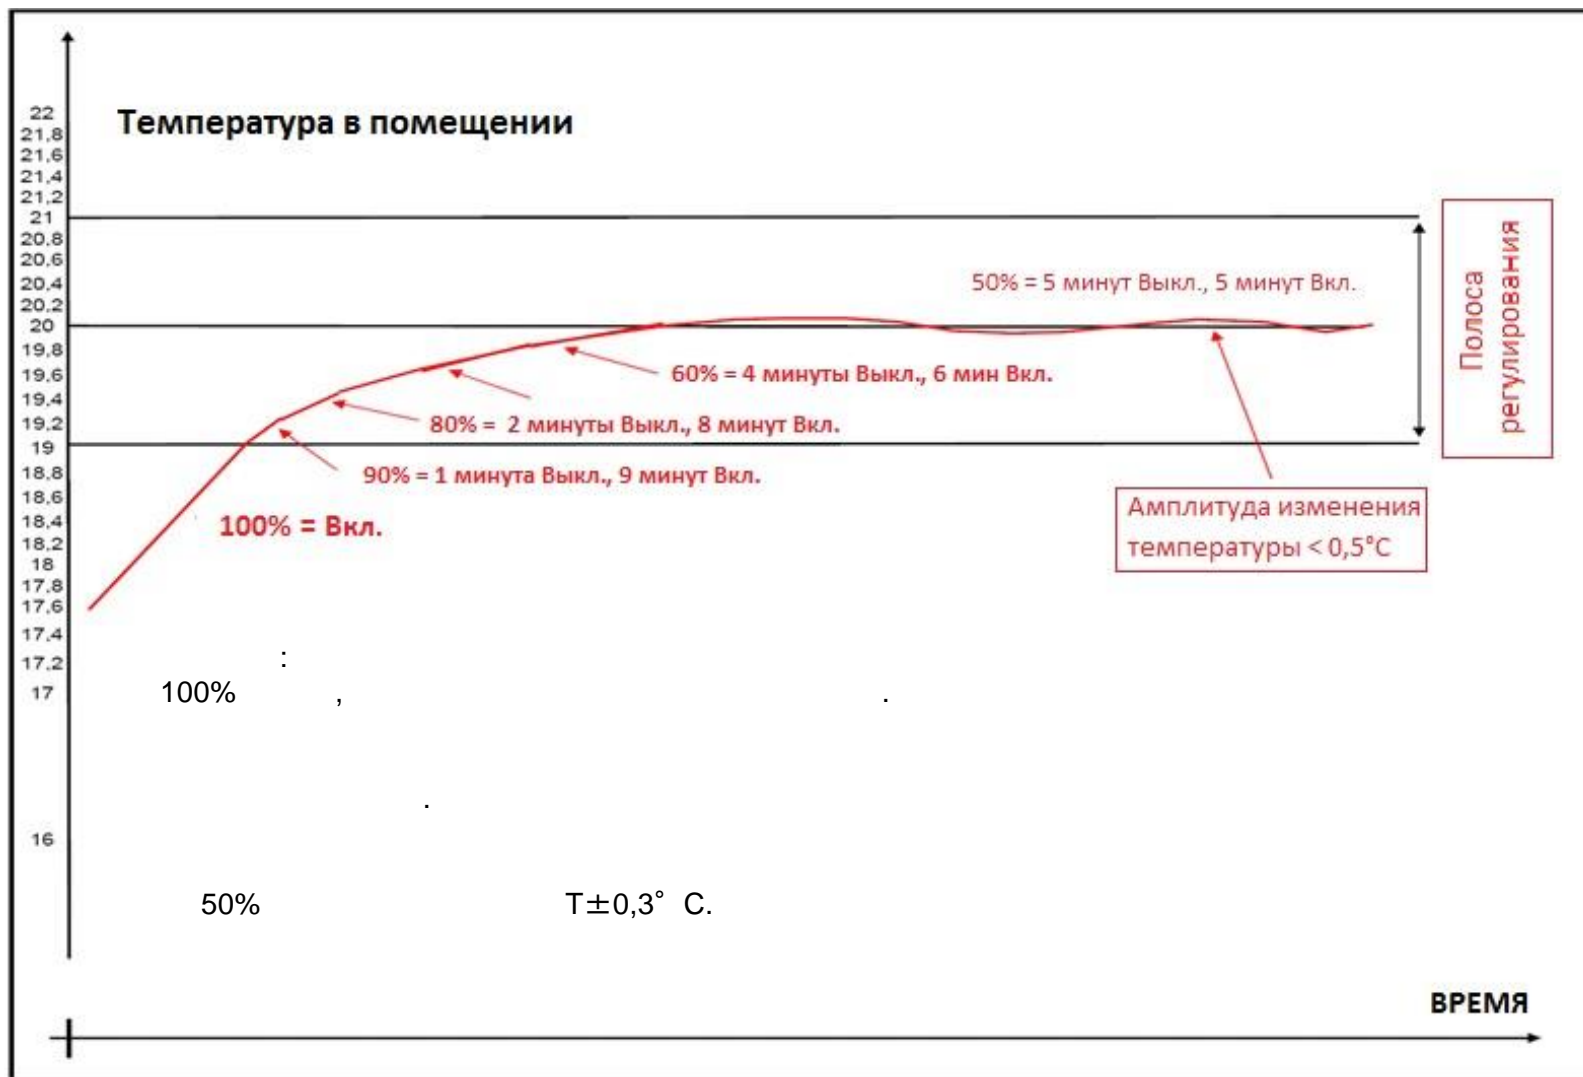 Температура в помещении
22
21,8
21,6
21,4
21,2
21
20.8
20.6
20.4
20.2
20
19,8
19,6
19,4
19,2
19
18,8
18,6
18,4
18,2
18
17,8
17,6
17,4
17,2
17
16
Полоса
регулирования
50% = 5 минут Выкл., 5 минут Вкл.
60% = 4 минуты Выкл., 6 мин Вкл.
80% = 2 минуты Выкл., 8 минут Вкл.
90% = 1 минута Выкл., 9 минут Вкл.
100% = Вкл.
Амплитуда изменения
температуры < 0,5°C
:
100% , .
.
50% T±0,3° C.
ВРЕМЯ